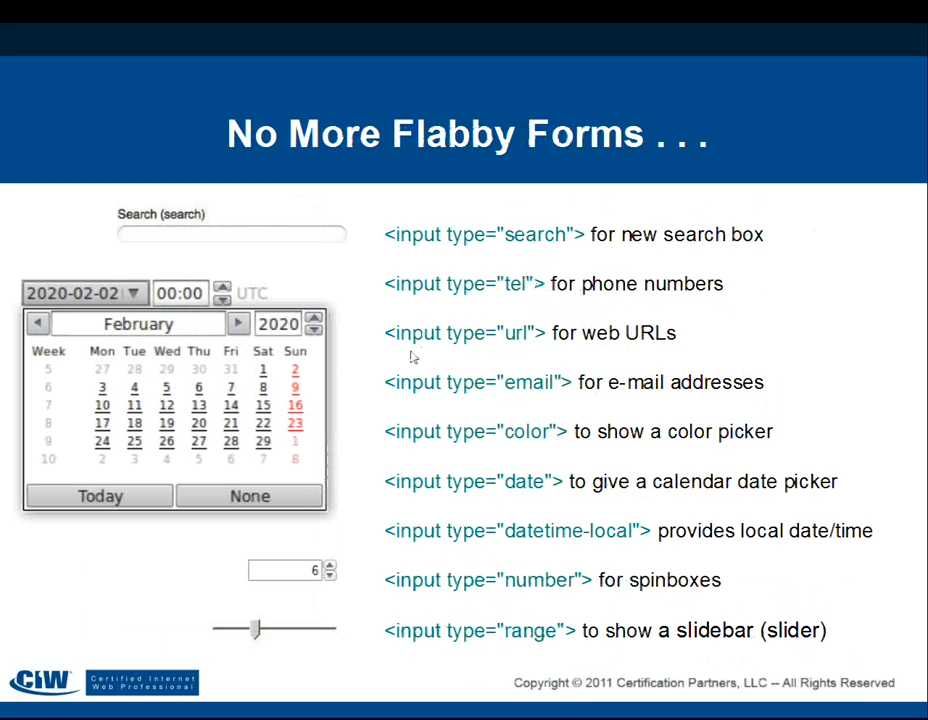 No More Flabby Forms . . .
Search (search)
<input type="search"> for new search box
<input type="tel"> for phone numbers
<input type="url"> for web URLs
<input type="email"> for e-mail addresses
<input type="color"> to show a color picker
<input type="date"> to give a calendar date picker
<input type="datetime-local"> provides local date/time
<input type="number"> for spinboxes
<input type="range"> to show a slidebar (slider)
2020-02-02 00:00 UTC
February 2020
Week Mon Tue Wed Thu Fri Sat Sun
5 27 28 29 30 31 1 2
6 3 4 5 6 7 8 9
7 10 11 12 13 14 15 16
8 17 18 19 20 21 22 23
9 24 25 26 27 28 29 1
10 2 3 4 5 6 7 8
Today None
6
CIW Certified Internet
Web Professional
Copyright © 2011 Certification Partners, LLC -- All Rights Reserved